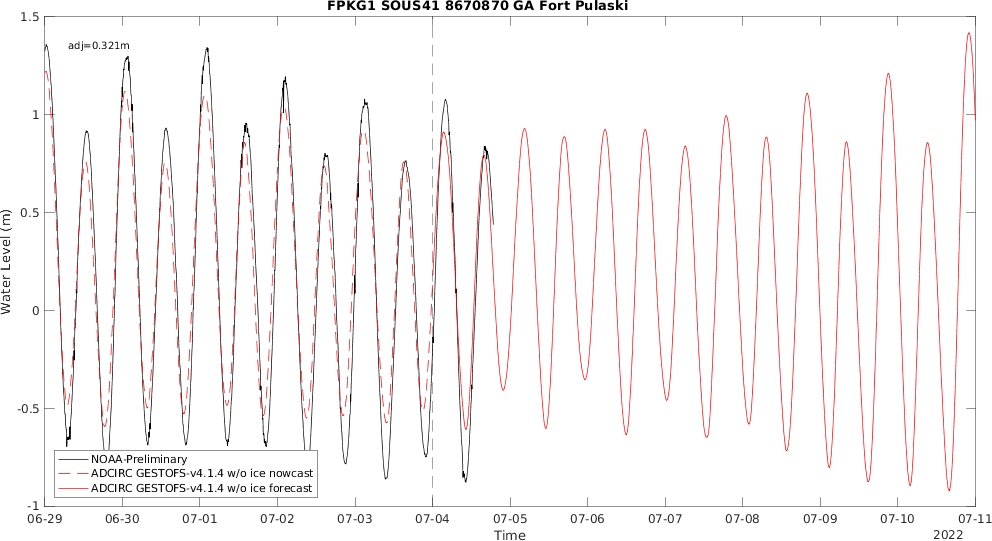 FPKG1 SOUS41 8670870 GA Fort Pulaski
adj=0.321m
1.5
1
0.5
0
-0.5
-1
Water Level (m)
NOAA-Preliminary
ADCIRC GESTOFS-v4.1.4 w/o ice nowcast
ADCIRC GESTOFS-v4.1.4 w/o ice forecast
06-29 06-30 07-01 07-02 07-03 07-04 07-05 07-06 07-07 07-08 07-09 07-10 07-11
Time
2022